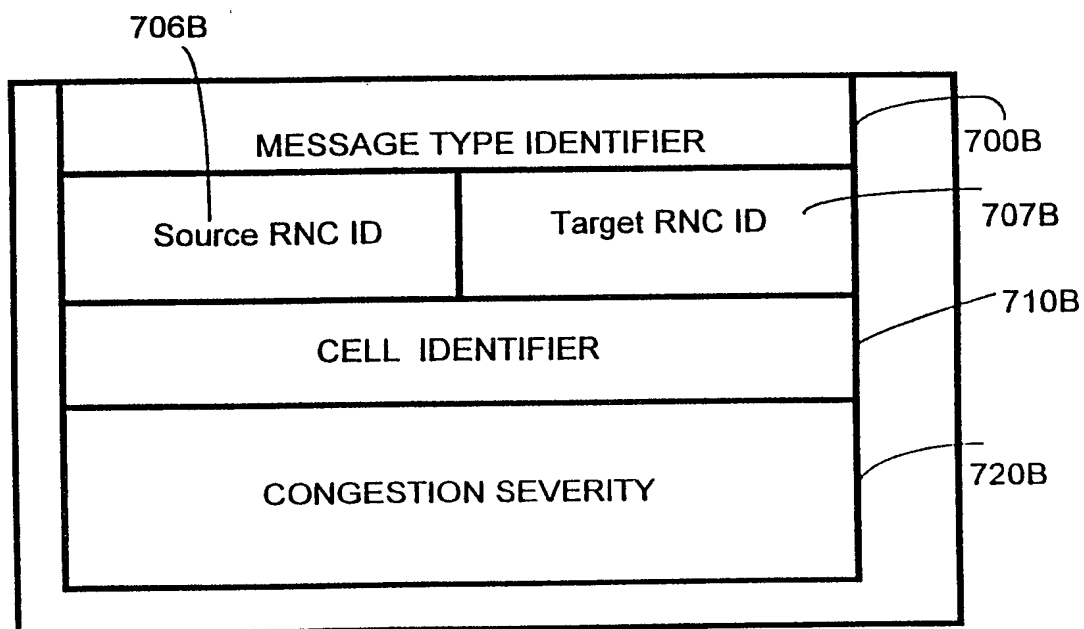 706B
MESSAGE TYPE IDENTIFIER
700B
Source RNC ID
Target RNC ID
707B
CELL IDENTIFIER
710B
CONGESTION SEVERITY
720B